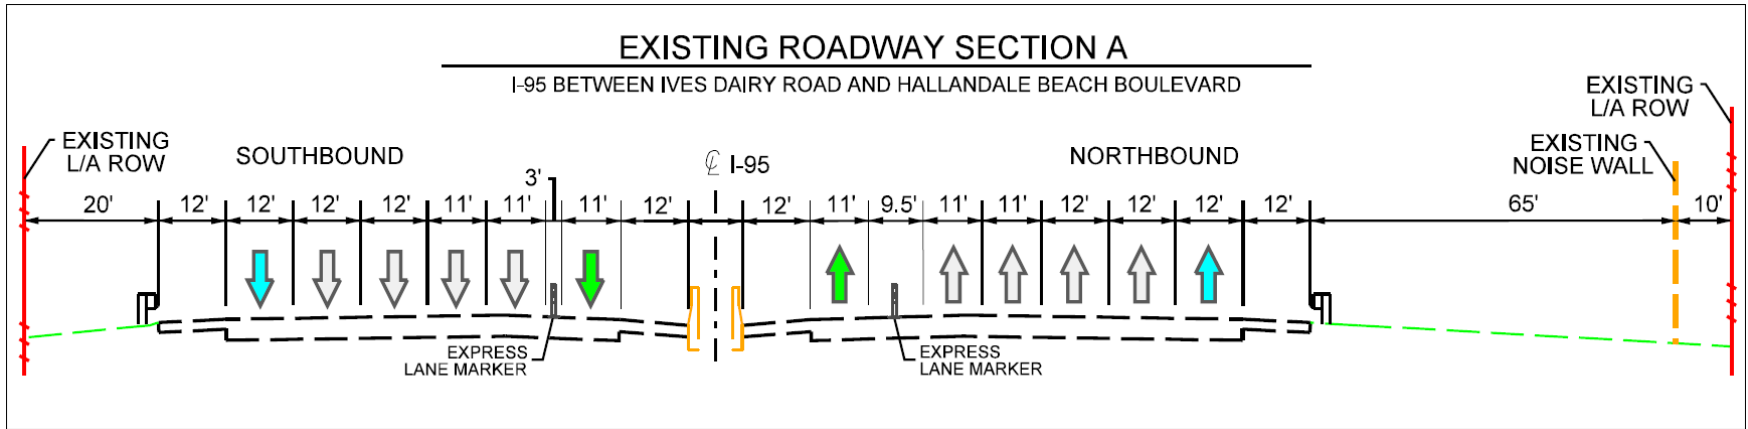 EXISTING ROADWAY SECTION A
I-95 BETWEEN IVES DAIRY ROAD AND HALLANDALE BEACH BOULEVARD
EXISTING
L/A ROW
SOUTHBOUND
℄ I-95
NORTHBOUND
EXISTING
NOISE WALL
EXISTING
L/A ROW
3'
20' 12' 12' 12' 12' 11' 11' 11' 12' 12' 11' 9.5' 11' 11' 12' 12' 12' 12' 65' 10'
EXPRESS
LANE MARKER
EXPRESS
LANE MARKER